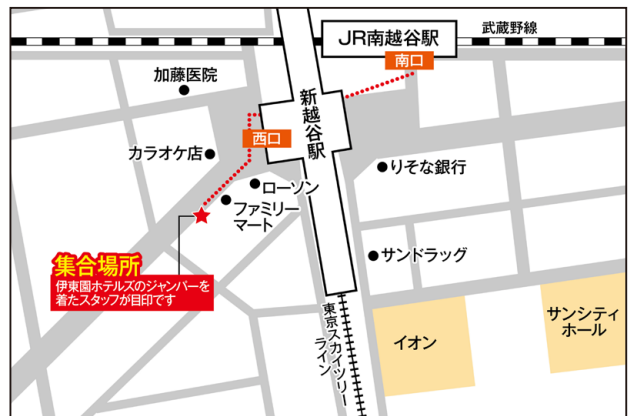 武蔵野線
JR南越谷駅
南口
加藤医院
新越谷駅
西口
カラオケ店
りそな銀行
ローソン
ファミリー
マート
集合場所
伊東園ホテルズのジャンパーを
着たスタッフが目印です
サンドラッグ
東京スカイツリー
ライン
イオン
サンシティ
ホール